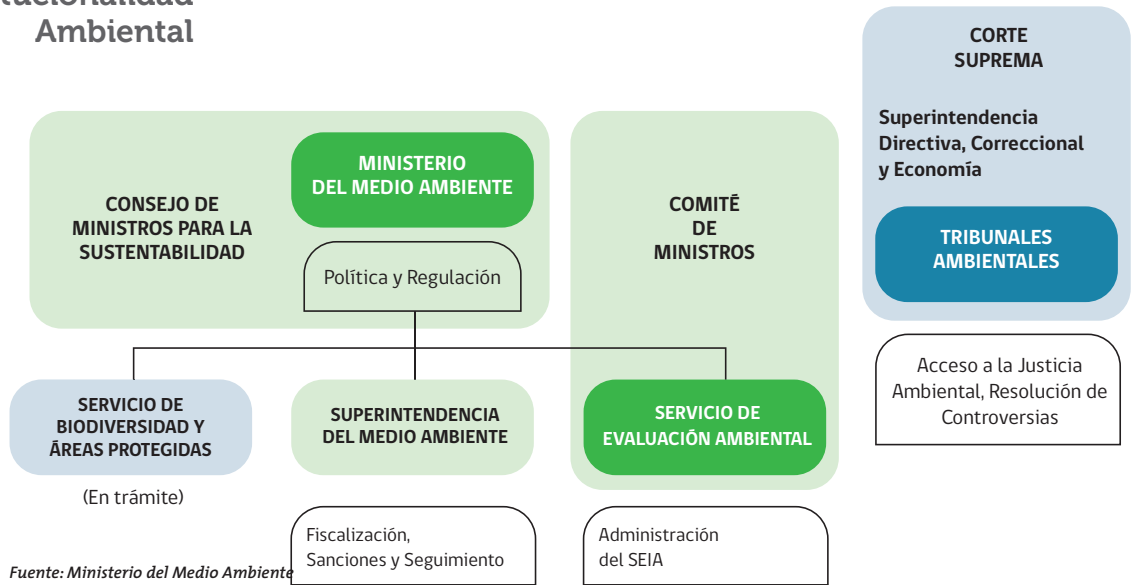 Ambiental
CONSEJO DE
MINISTROS PARA LA
SUSTENTABILIDAD
MINISTERIO
DEL MEDIO AMBIENTE
Política y Regulación
COMITÉ
DE
MINISTROS
CORTE
SUPREMA
Superintendencia
Directiva, Correccional
y Economía
TRIBUNALES
AMBIENTALES
Acceso a la Justicia
Ambiental, Resolución de
Controversias
SERVICIO DE
BIODIVERSIDAD Y
ÁREAS PROTEGIDAS
(En trámite)
SUPERINTENDENCIA
DEL MEDIO AMBIENTE
Fiscalización,
Sanciones y Seguimiento
SERVICIO DE
EVALUACIÓN AMBIENTAL
Administración
del SEIA
Fuente: Ministerio del Medio Ambiente